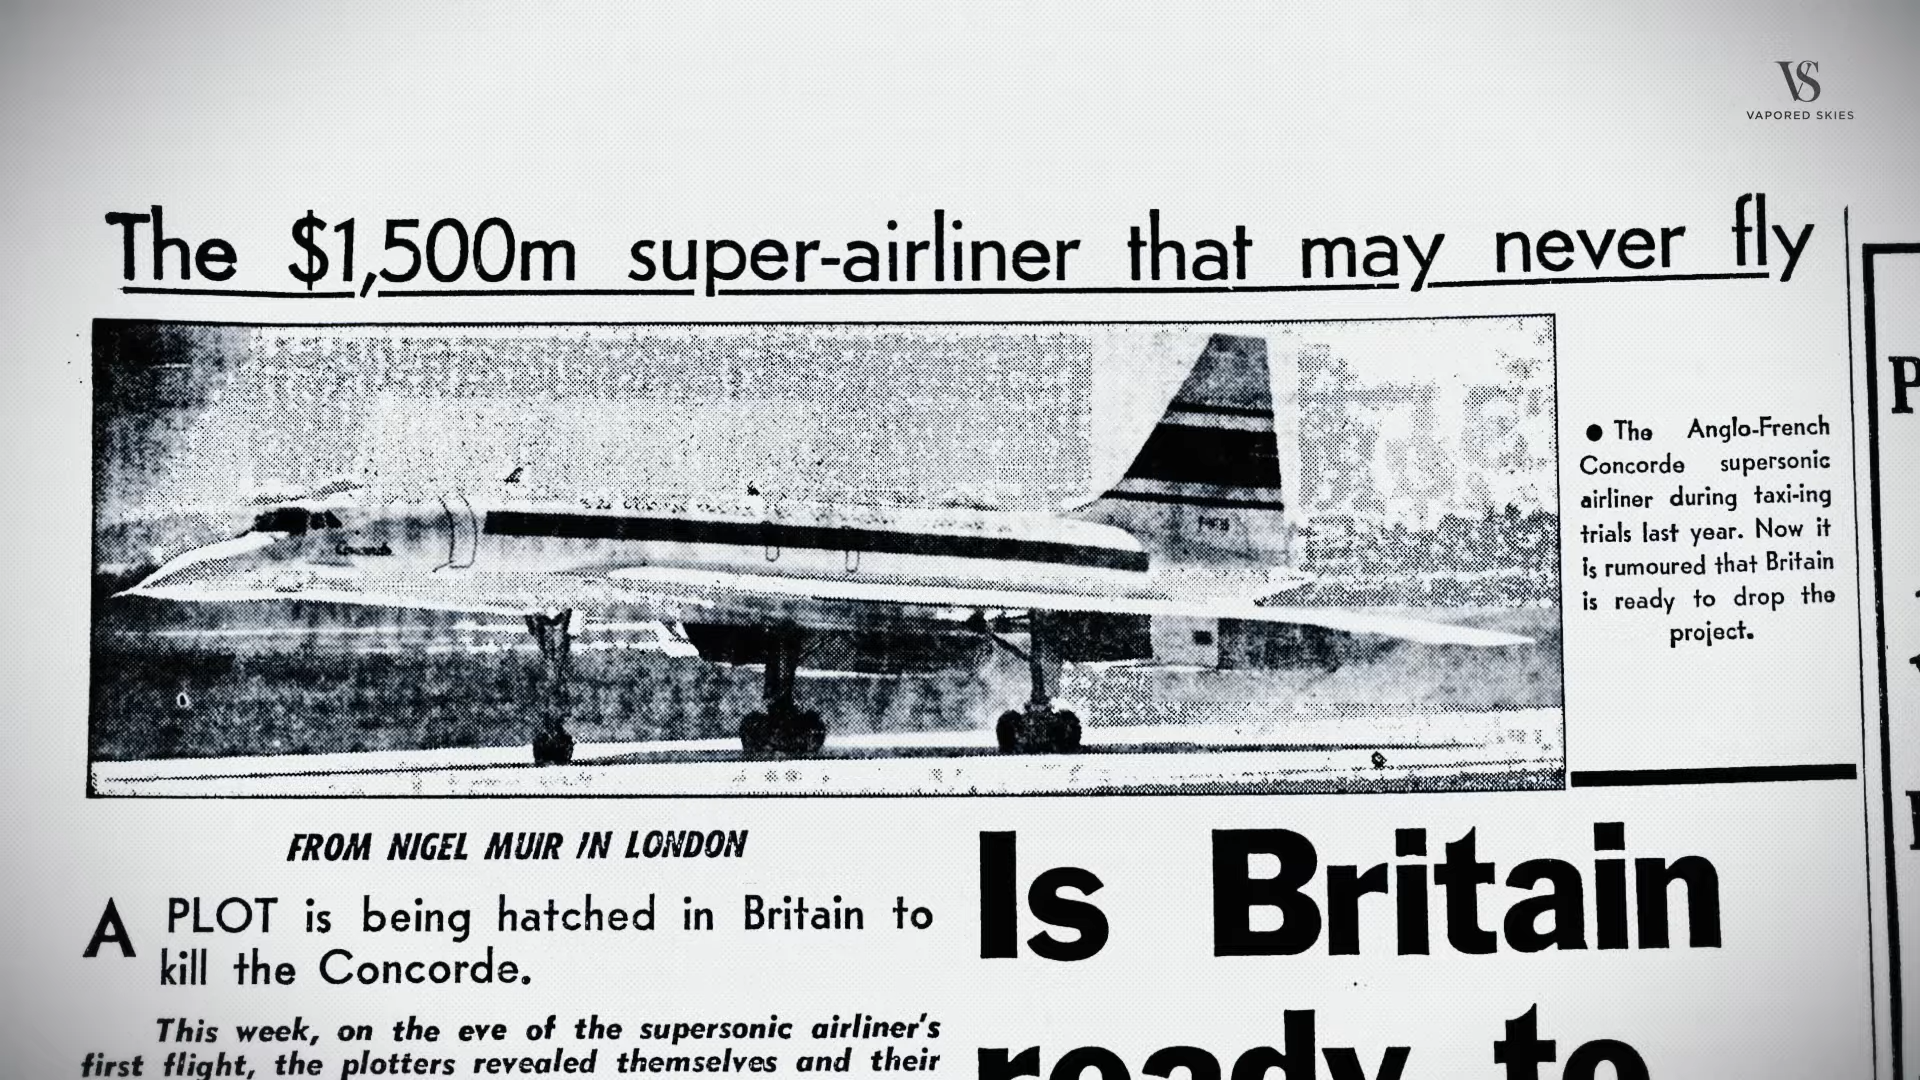 VS
VAPORED SKIES
The $1,500m super-airliner that may never fly
Concorde
● The Anglo-French
Concorde supersonic
airliner during taxi-ing
trials last year. Now it
is rumoured that Britain
is ready to drop the
project.
FROM NIGEL MUIR IN LONDON
A PLOT is being hatched in Britain to
kill the Concorde.
This week, on the eve of the supersonic airliner's
first flight, the plotters revealed themselves and their
Is Britain
ready to
P